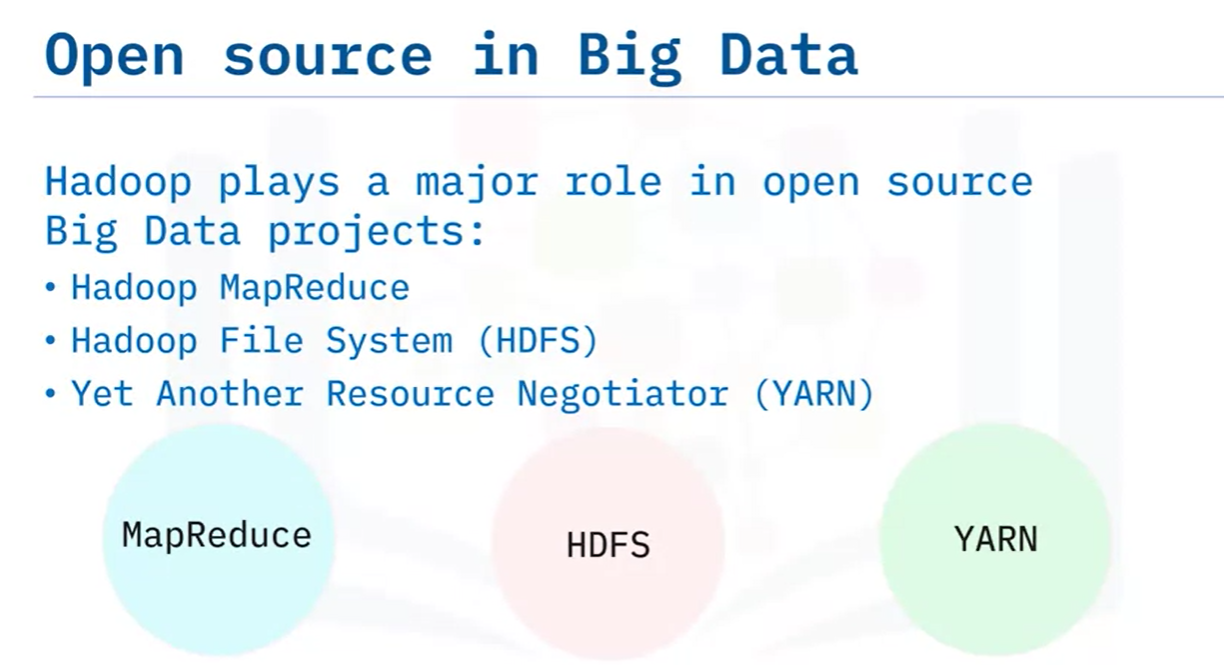 Open source in Big Data
Hadoop plays a major role in open source
Big Data projects:
• Hadoop MapReduce
• Hadoop File System (HDFS)
• Yet Another Resource Negotiator (YARN)
MapReduce
HDFS
YARN